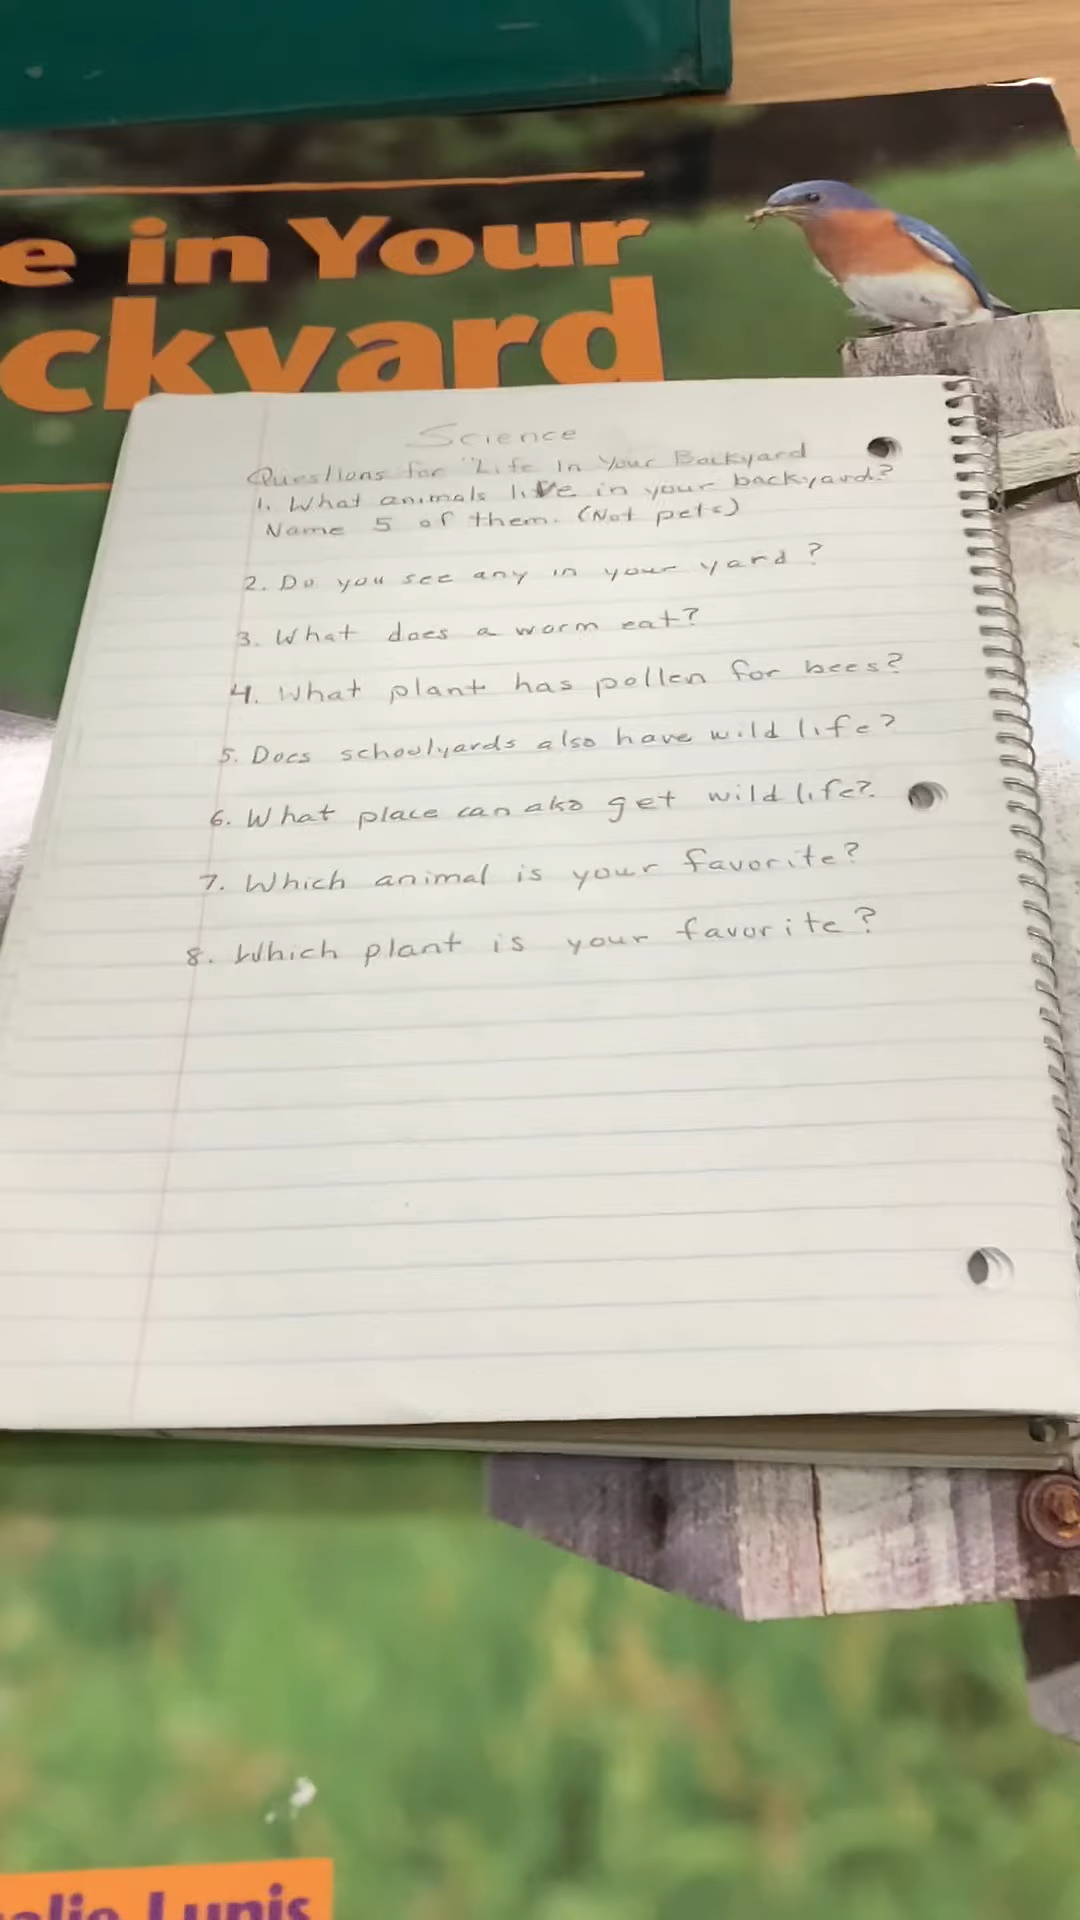 e in Your
ckyard
Science
Questions for "Life In Your Backyard
1. What animals live in your backyard?
Name 5 of them. (Not pets)
2. Do you see any in your yard?
3. What does a worm eat?
4. What plant has pollen for bees?
5. Does schoolyards also have wild life?
6. What place can also get wild life?
7. Which animal is your favorite?
8. Which plant is your favorite?
alie Lunis